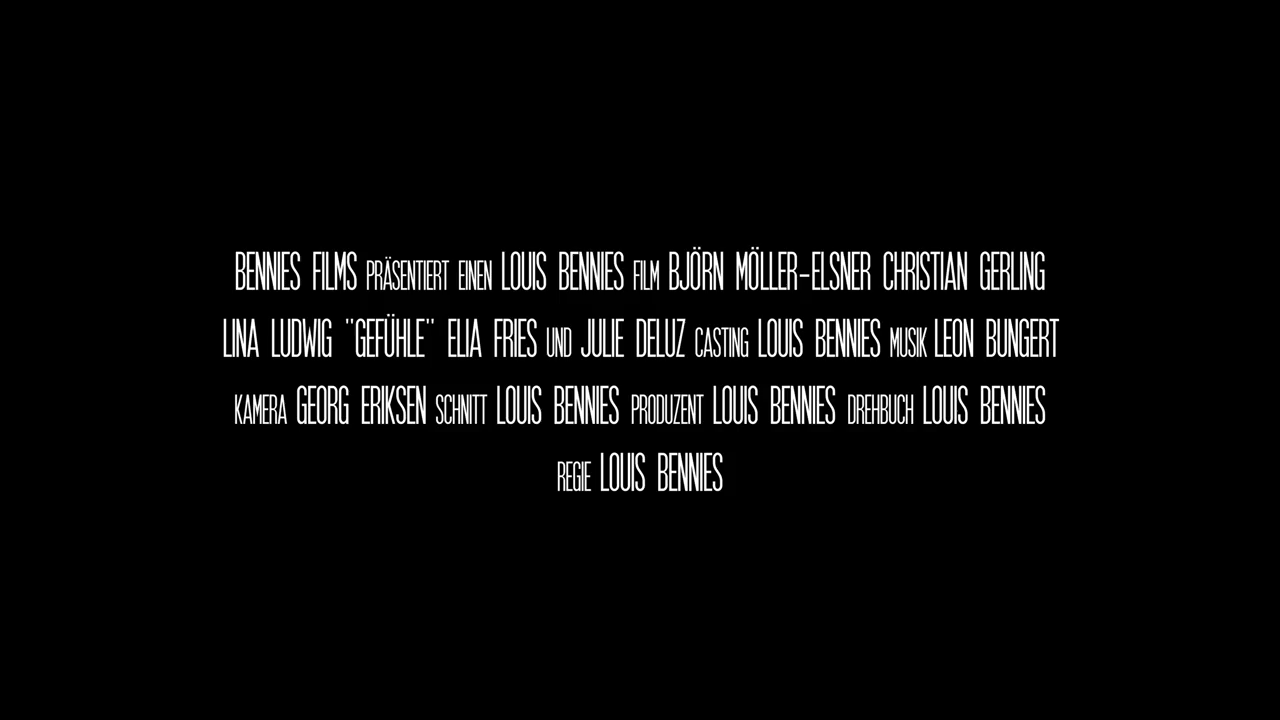 BENNIES FILMS PRÄSENTIERT EINEN LOUIS BENNIES FILM BJÖRN MÖLLER-ELSNER CHRISTIAN GERLING
LINA LUDWIG "GEFÜHLE" ELIA FRIES UND JULIE DELUZ CASTING LOUIS BENNIES MUSIK LEON BUNGERT
KAMERA GEORG ERIKSEN SCHNITT LOUIS BENNIES PRODUZENT LOUIS BENNIES DREHBUCH LOUIS BENNIES
REGIE LOUIS BENNIES